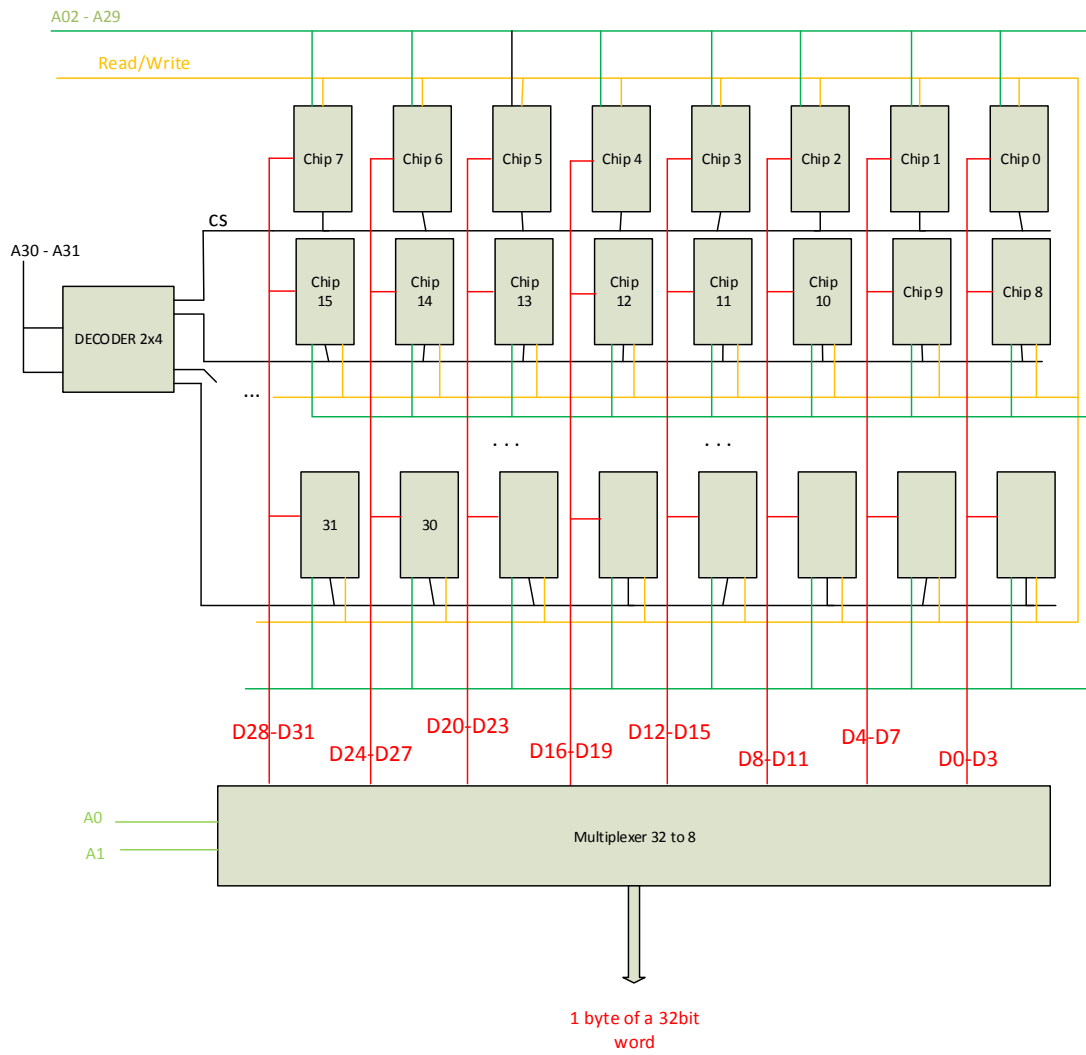 A02 - A29
Read/Write
Chip 7
Chip 6
Chip 5
Chip 4
Chip 3
Chip 2
Chip 1
Chip 0
CS
A30 - A31
DECODER 2x4
...
Chip
15
Chip
14
Chip
13
Chip
12
Chip
11
Chip
10
Chip 9
Chip 8
. . .
. . .
31
30
D28-D31
D24-D27
D20-D23
D16-D19
D12-D15
D8-D11
D4-D7
D0-D3
A0
A1
Multiplexer 32 to 8
1 byte of a 32bit
word